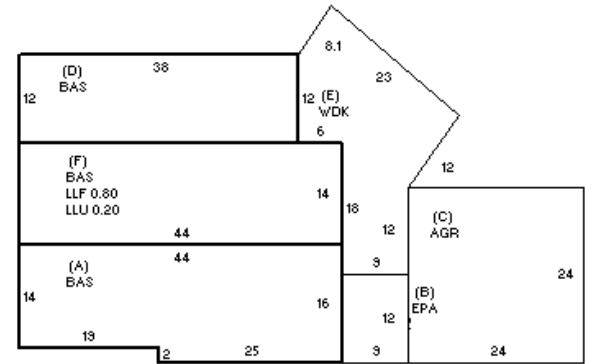 8.1
38
23
(D)
BAS
12
12
(E)
WDK
6
(F)
BAS
LLF 0.80
LLU 0.20
14
18
12
12
(C)
AGR
44
44
9
24
(A)
BAS
14
16
(B)
EPA
12
19
2
25
9
24